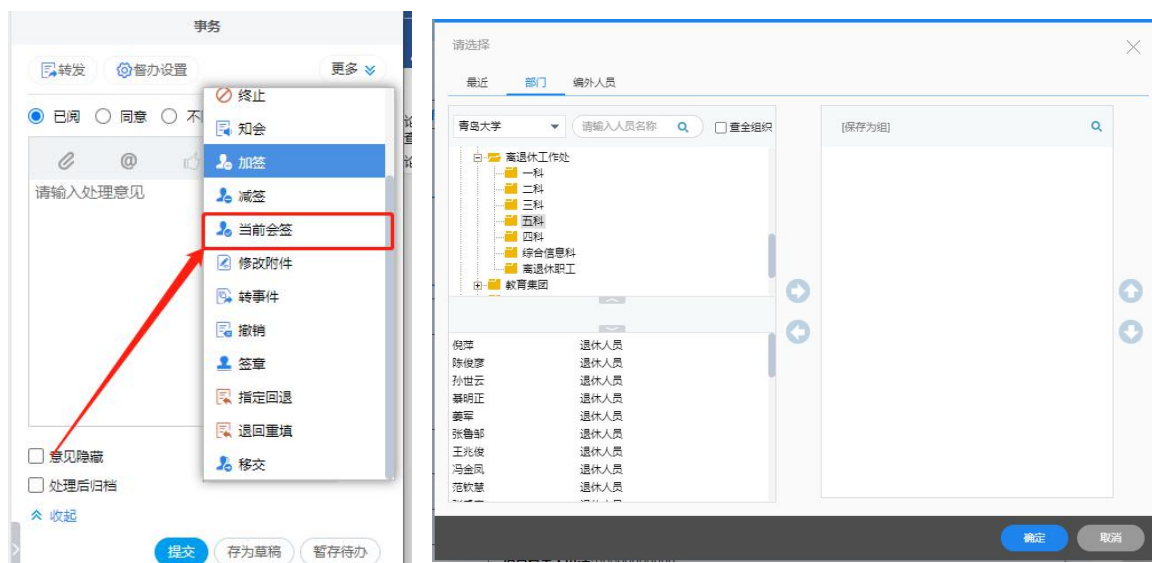 事务
转发
督办设置
更多
已阅
同意
请输入处理意见
终止
知会
加签
减签
当前会签
修改附件
转事件
撤销
签章
指定回退
退回重填
移交
意见隐藏
处理后归档
收起
提交
存为草稿
暂存待办
请选择
最近
部门
编外人员
青岛大学
请输入人员名称
查全组织
[保存为组]
离退休工作处
一科
二科
三科
五科
四科
综合信息科
离退休职工
教育集团
倪萍 退休人员
陈俊彦 退休人员
孙世云 退休人员
綦明正 退休人员
姜军 退休人员
张鲁邹 退休人员
王兆俊 退休人员
冯金凤 退休人员
范钦慧 退休人员
确定
取消